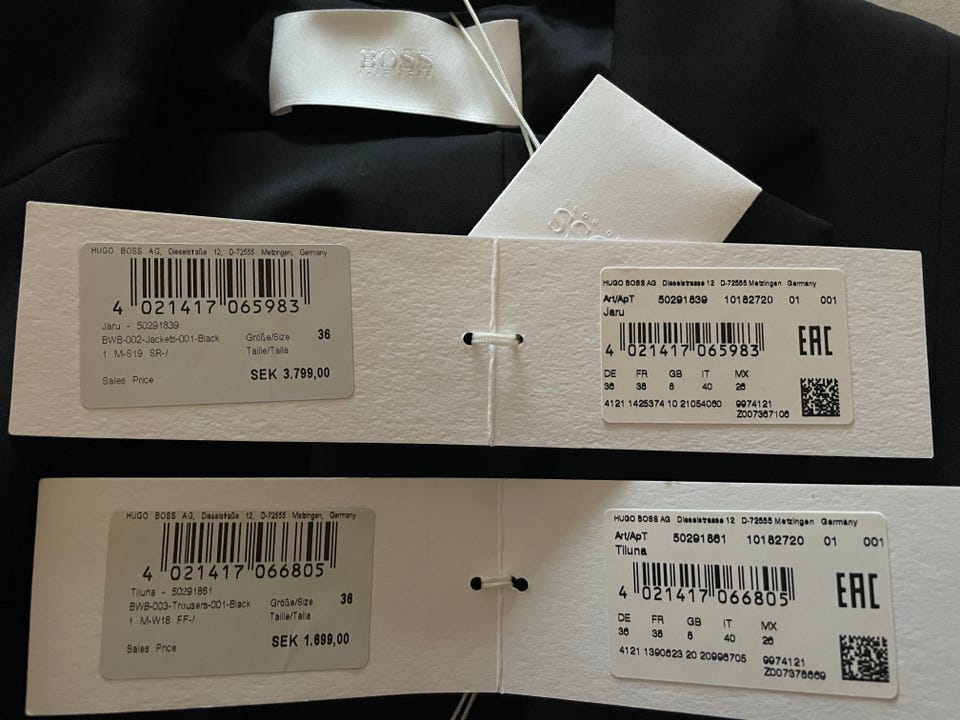 BOSS
HUGO BOSS
HUGO BOSS AG, Dieselstraße 12, D-72555 Metzingen, Germany
4 021417 065983
Jaru - 50291839
BWB-002-Jackets-001-Black
1 M-S19 SR-/
Größe/Size 36
Taille/Talla
Sales Price SEK 3.799,00
HUGO BOSS AG Dieselstrasse 12 D-72555 Metzingen Germany
Art/ApT 50291839 10182720 01 001
Jaru
4 021417 065983
EAC
DE FR GB IT MX
36 38 8 40 26
4121 1425374 10 21054060 9974121
Z007367106
HUGO BOSS AG, Dieselstraße 12, D-72555 Metzingen, Germany
4 021417 066805
Tiluna - 50291861
BWB-003-Trousers-001-Black
1 M-W18 FF-/
Größe/Size 36
Taille/Talla
Sales Price SEK 1.699,00
HUGO BOSS AG Dieselstrasse 12 D-72555 Metzingen Germany
Art/ApT 50291861 10182720 01 001
Tiluna
4 021417 066805
EAC
DE FR GB IT MX
36 38 8 40 26
4121 1390623 20 20996705 9974121
Z007378669